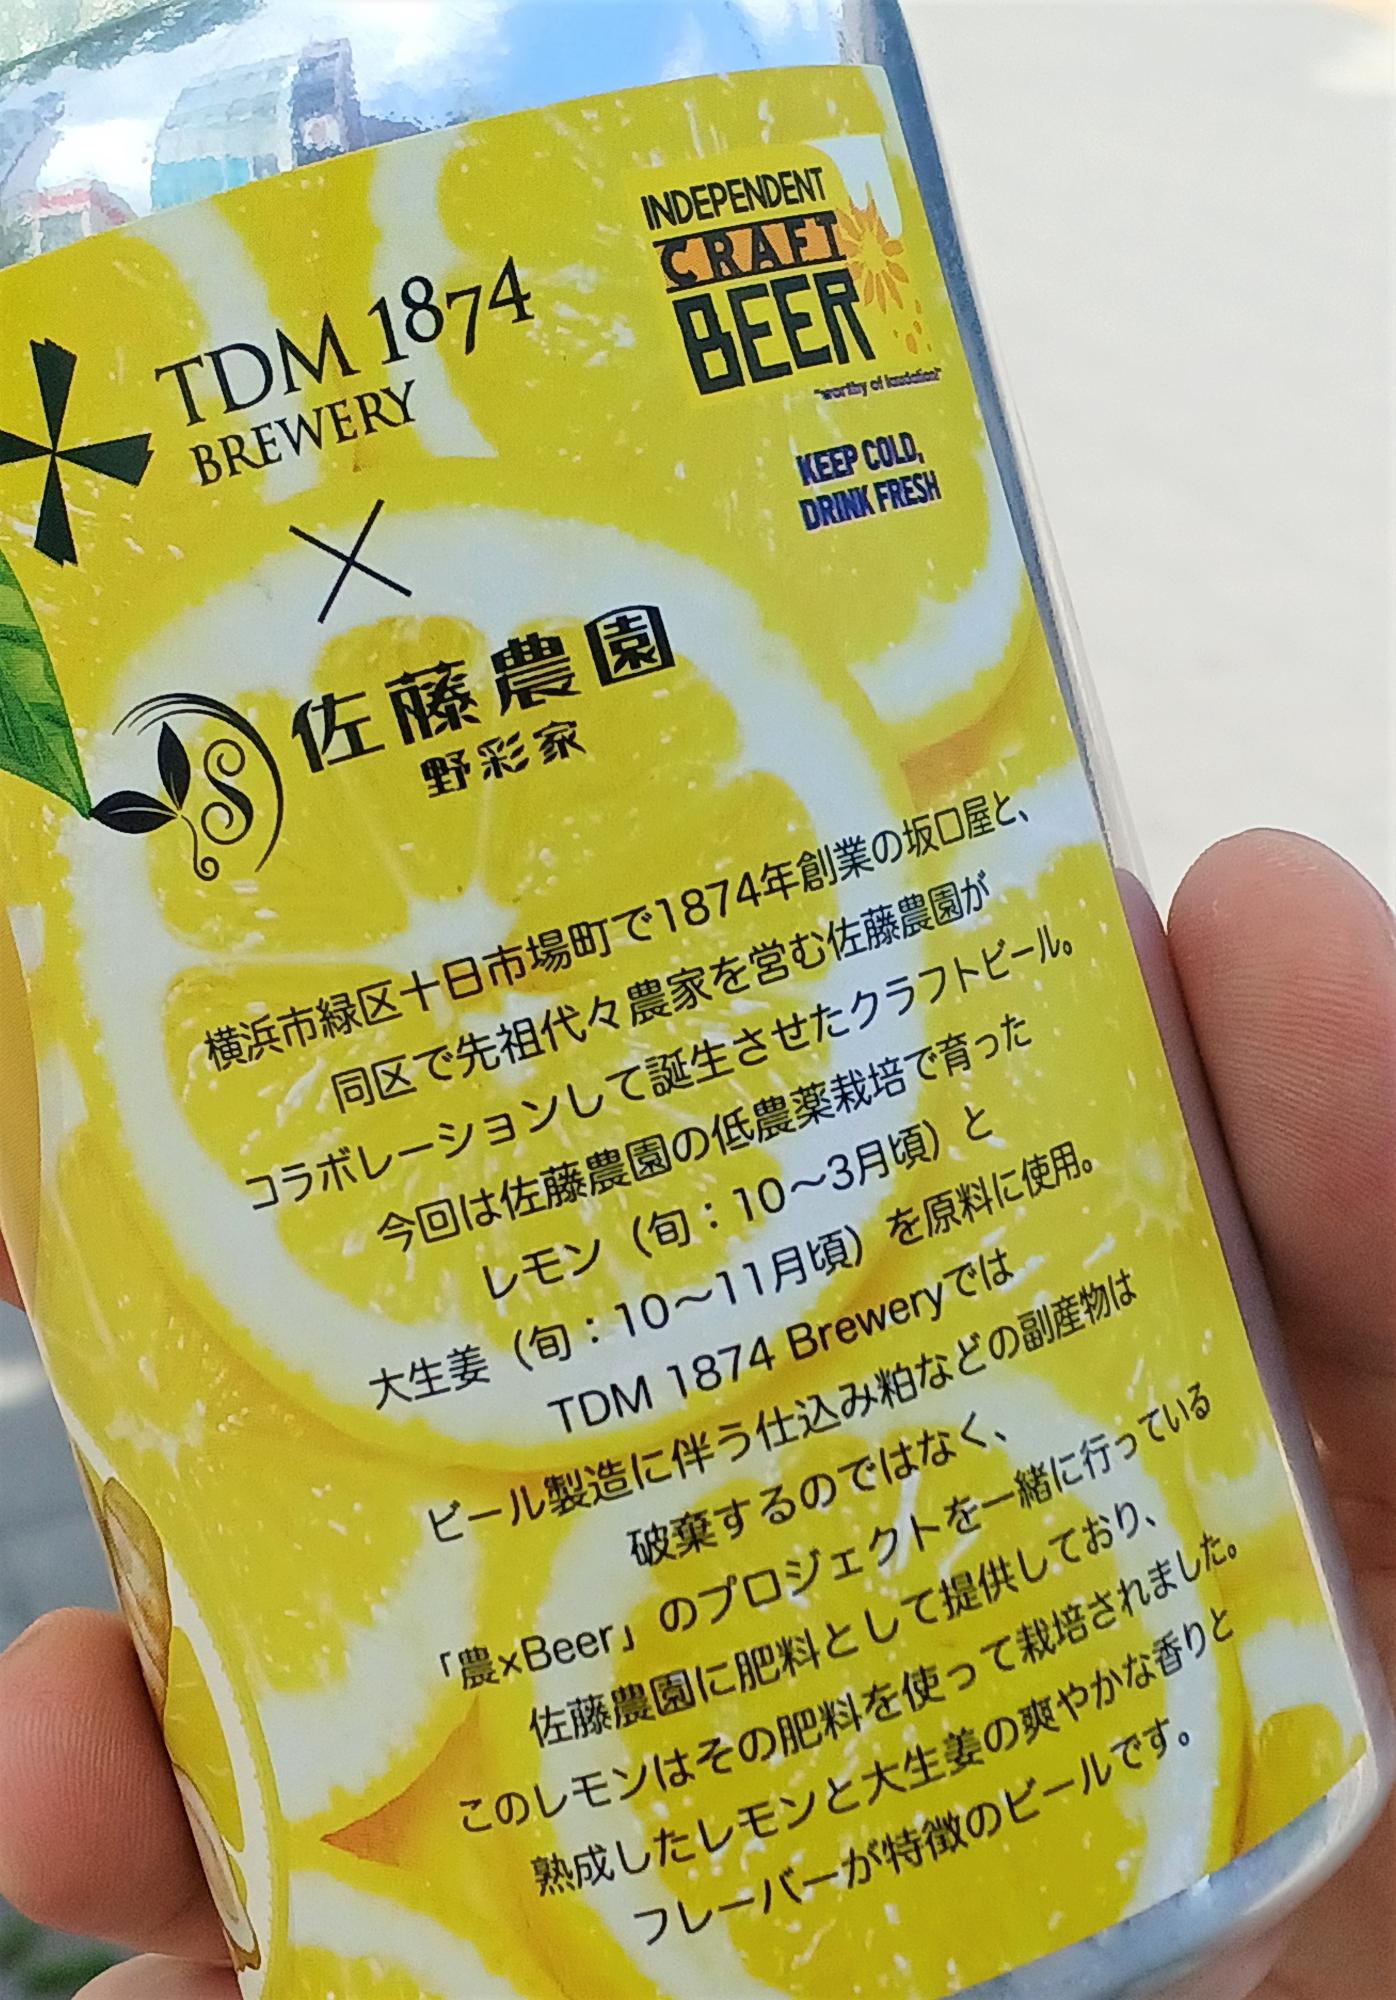 INDEPENDENT
CRAFT
BEER
"worthy of laudation!"
KEEP COLD,
DRINK FRESH
TDM 1874
BREWERY
×
S
佐藤農園
野彩家
横浜市緑区十日市場町で1874年創業の坂口屋と、
同区で先祖代々農家を営む佐藤農園が
コラボレーションして誕生させたクラフトビール。
今回は佐藤農園の低農薬栽培で育った
レモン（旬：10〜3月頃）と
大生姜（旬：10〜11月頃）を原料に使用。
TDM 1874 Breweryでは
ビール製造に伴う仕込み粕などの副産物は
破棄するのではなく、
「農×Beer」のプロジェクトを一緒に行っている
佐藤農園に肥料として提供しており、
このレモンはその肥料を使って栽培されました。
熟成したレモンと大生姜の爽やかな香りと
フレーバーが特徴のビールです。